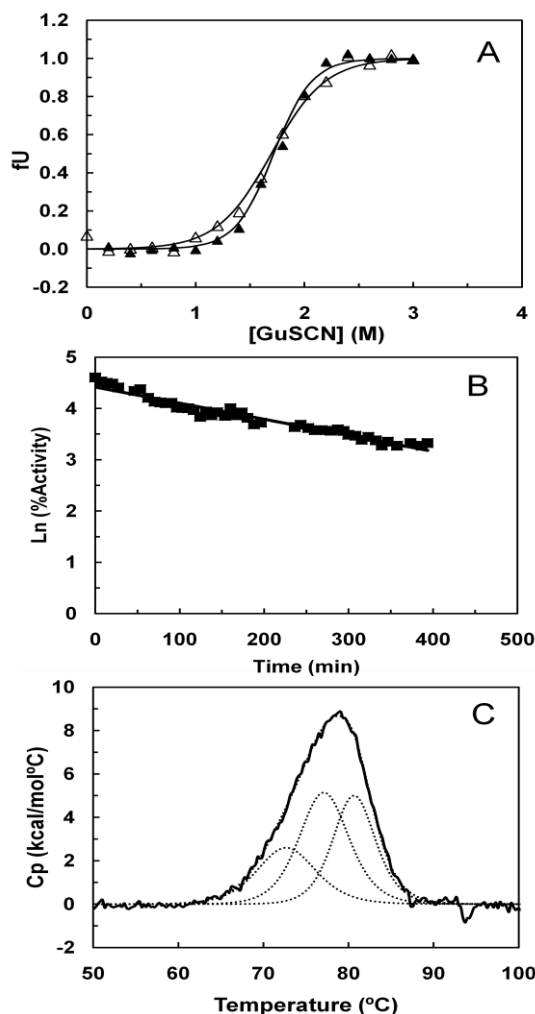 A
1.2
1.0
0.8
0.6
0.4
0.2
0.0
-0.2
fU
0 1 2 3 4
[GuSCN] (M)
B
5
4
3
2
1
0
Ln (%Activity)
0 100 200 300 400 500
Time (min)
C
10
8
6
4
2
0
-2
Cp (kcal/molºC)
50 60 70 80 90 100
Temperature (ºC)